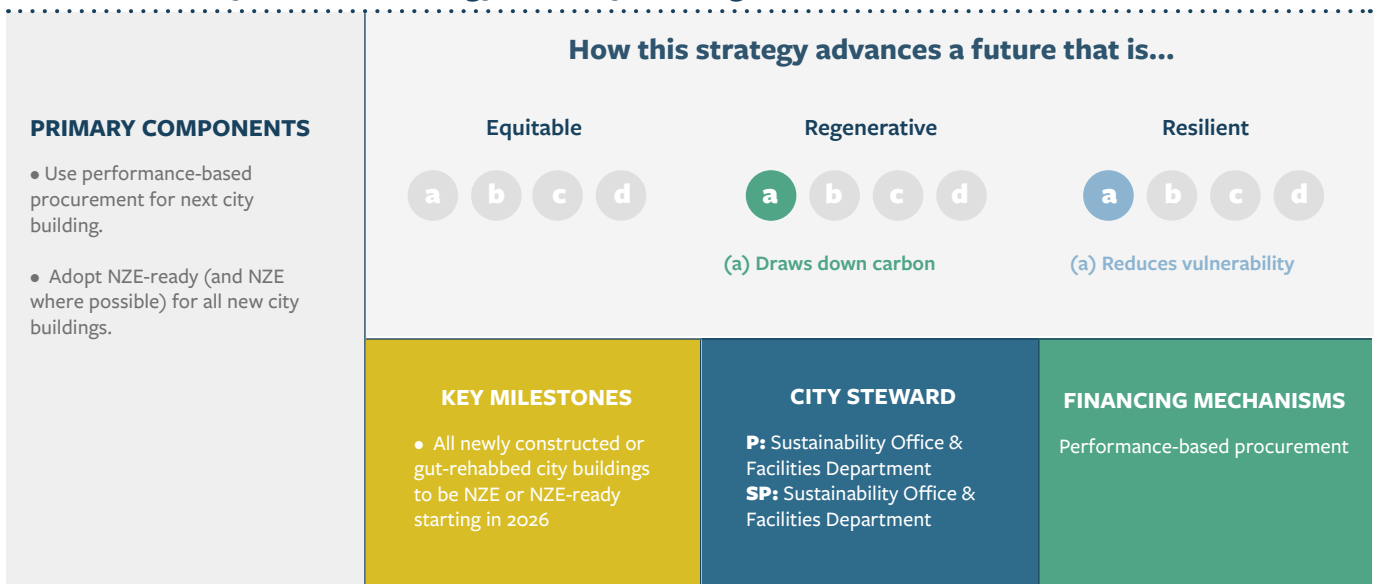 How this strategy advances a future that is...
PRIMARY COMPONENTS
• Use performance-based
procurement for next city
building.
• Adopt NZE-ready (and NZE
where possible) for all new city
buildings.
Equitable
a b c d
Regenerative
a b c d
(a) Draws down carbon
Resilient
a b c d
(a) Reduces vulnerability
KEY MILESTONES
• All newly constructed or
gut-rehabbed city buildings
to be NZE or NZE-ready
starting in 2026
CITY STEWARD
P: Sustainability Office &
Facilities Department
SP: Sustainability Office &
Facilities Department
FINANCING MECHANISMS
Performance-based procurement